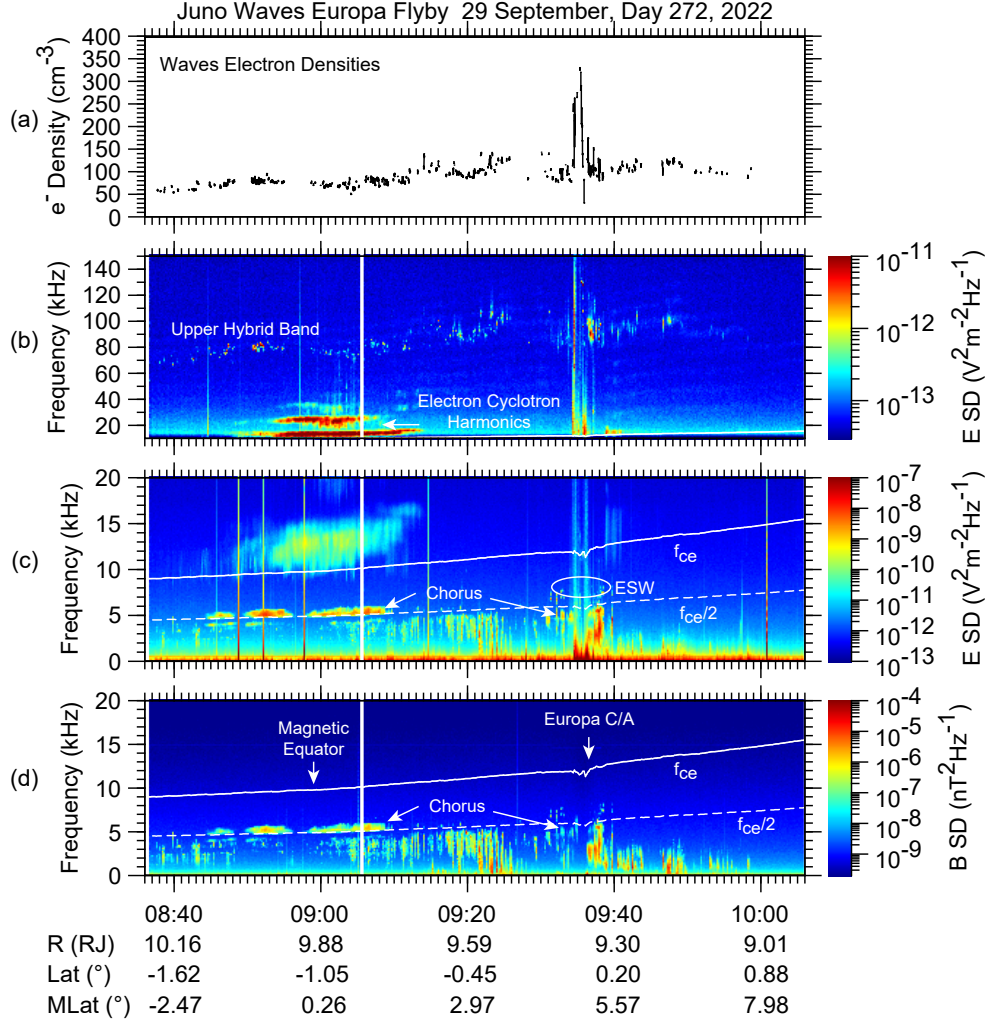 Juno Waves Europa Flyby 29 September, Day 272, 2022
(a)
e⁻ Density (cm⁻³)
400
350
300
250
200
150
100
50
0
Waves Electron Densities
(b)
Frequency (kHz)
140
120
100
80
60
40
20
Upper Hybrid Band
Electron Cyclotron
Harmonics
10⁻¹¹
10⁻¹²
10⁻¹³
E SD (V²m⁻²Hz⁻¹)
(c)
Frequency (kHz)
20
15
10
5
0
f_ce
Chorus
ESW
f_ce/2
10⁻⁷
10⁻⁸
10⁻⁹
10⁻¹⁰
10⁻¹¹
10⁻¹²
10⁻¹³
E SD (V²m⁻²Hz⁻¹)
(d)
Frequency (kHz)
20
15
10
5
0
Magnetic
Equator
Europa C/A
f_ce
Chorus
f_ce/2
10⁻⁴
10⁻⁵
10⁻⁶
10⁻⁷
10⁻⁸
10⁻⁹
B SD (nT²Hz⁻¹)
08:40 09:00 09:20 09:40 10:00
R (RJ) 10.16 9.88 9.59 9.30 9.01
Lat (°) -1.62 -1.05 -0.45 0.20 0.88
MLat (°) -2.47 0.26 2.97 5.57 7.98